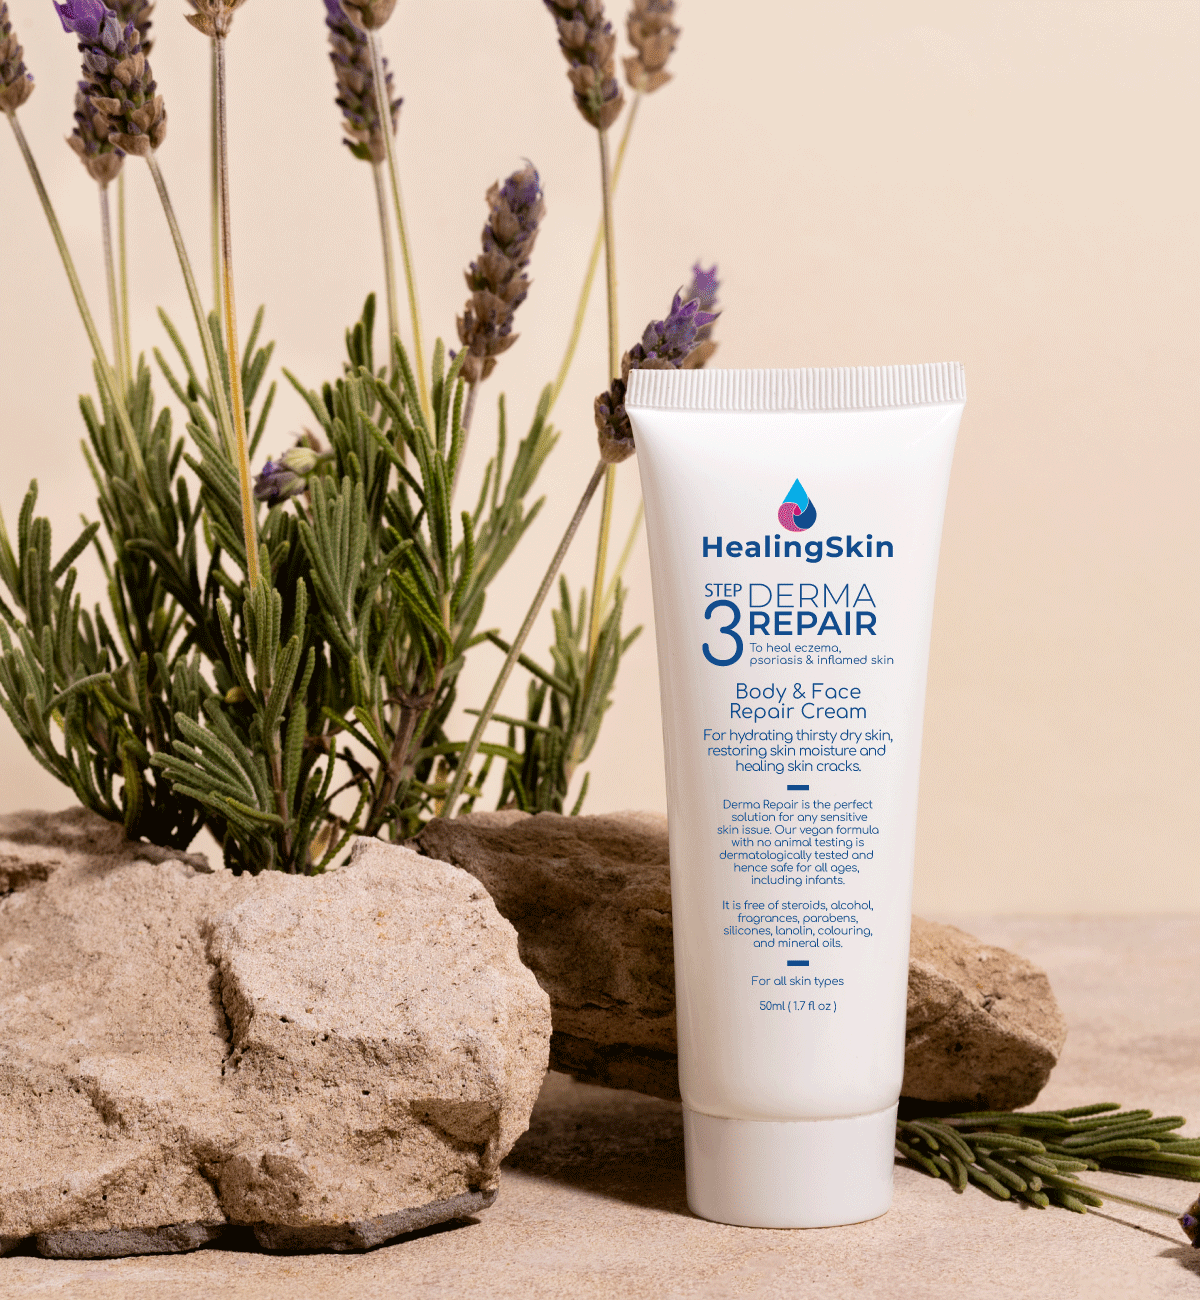 HealingSkin
STEP
3
DERMA
REPAIR
To heal eczema,
psoriasis & inflamed skin
Body & Face
Repair Cream
For hydrating thirsty dry skin,
restoring skin moisture and
healing skin cracks.
Derma Repair is the perfect
solution for any sensitive
skin issue. Our vegan formula
with no animal testing is
dermatologically tested and
hence safe for all ages,
including infants.
It is free of steroids, alcohol,
fragrances, parabens,
silicones, lanolin, colouring,
and mineral oils.
For all skin types
50ml ( 1.7 fl oz )